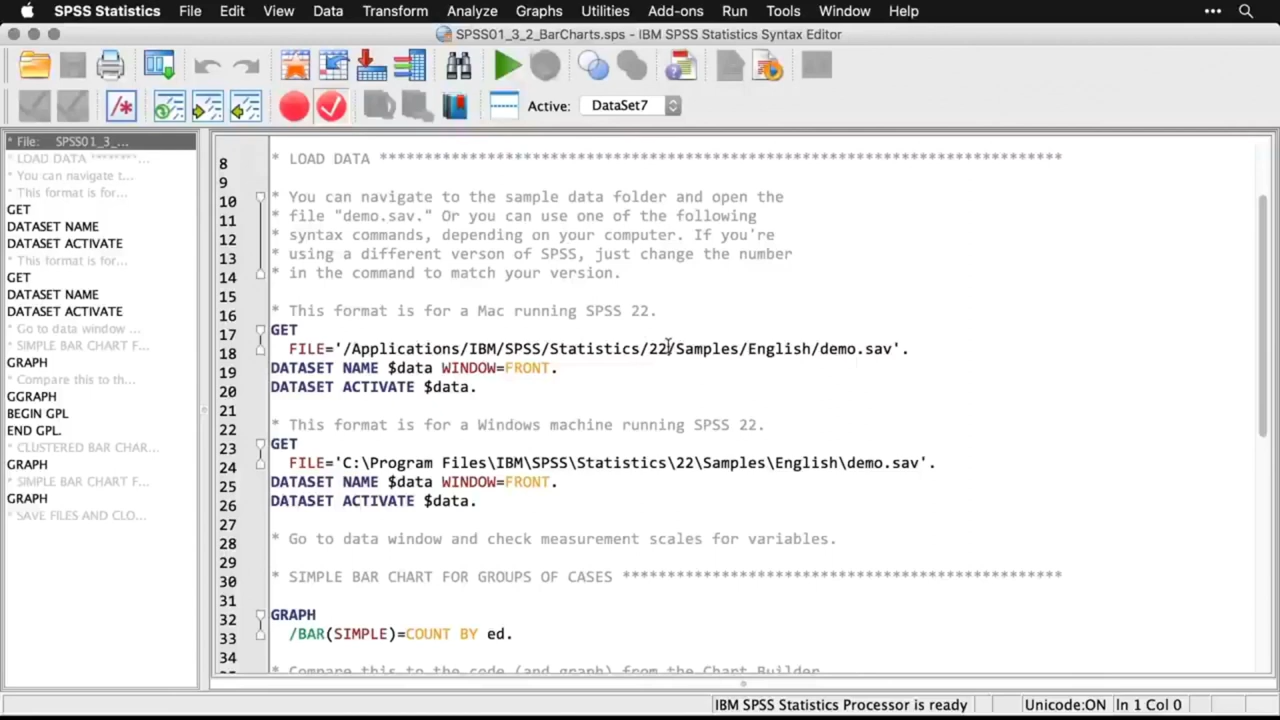 SPSS Statistics File Edit View Data Transform Analyze Graphs Utilities Add-ons Run Tools Window Help
SPSS01_3_2_BarCharts.sps - IBM SPSS Statistics Syntax Editor
Active: DataSet7
* File: SPSS01_3_...
* LOAD DATA *******...
* You can navigate t...
* This format is for...
GET
DATASET NAME
DATASET ACTIVATE
* This format is for...
GET
DATASET NAME
DATASET ACTIVATE
* Go to data window ...
* SIMPLE BAR CHART F...
GRAPH
* Compare this to th...
GGRAPH
BEGIN GPL
END GPL.
* CLUSTERED BAR CHAR...
GRAPH
* SIMPLE BAR CHART F...
GRAPH
* SAVE FILES AND CLO...
8 * LOAD DATA ****************************************************************************
9
10 * You can navigate to the sample data folder and open the
11 * file "demo.sav." Or you can use one of the following
12 * syntax commands, depending on your computer. If you're
13 * using a different verson of SPSS, just change the number
14 * in the command to match your version.
15
16 * This format is for a Mac running SPSS 22.
17 GET
18 FILE='/Applications/IBM/SPSS/Statistics/22/Samples/English/demo.sav'.
19 DATASET NAME $data WINDOW=FRONT.
20 DATASET ACTIVATE $data.
21
22 * This format is for a Windows machine running SPSS 22.
23 GET
24 FILE='C:\Program Files\IBM\SPSS\Statistics\22\Samples\English\demo.sav'.
25 DATASET NAME $data WINDOW=FRONT.
26 DATASET ACTIVATE $data.
27
28 * Go to data window and check measurement scales for variables.
29
30 * SIMPLE BAR CHART FOR GROUPS OF CASES *************************************************
31
32 GRAPH
33 /BAR(SIMPLE)=COUNT BY ed.
34
* Compare this to the code (and graph) from the Chart Builder
IBM SPSS Statistics Processor is ready Unicode:ON In 1 Col 0